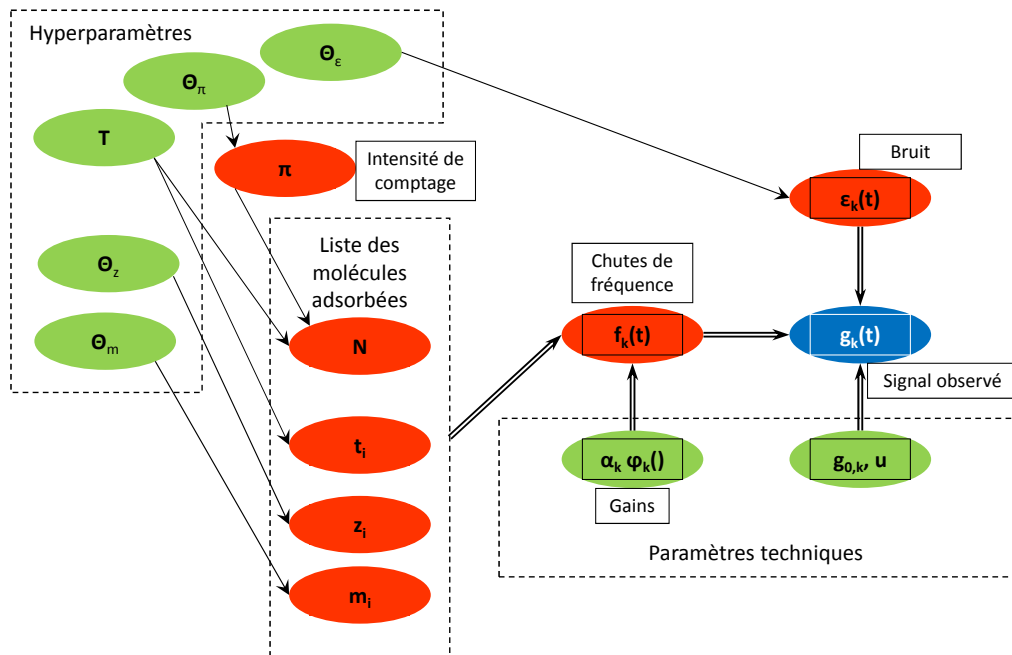 Hyperparamètres
Θε
Θπ
T
π
Intensité de
comptage
Bruit
εk(t)
Θz
Liste des
molécules
adsorbées
Chutes de
fréquence
Θm
N
fk(t)
gk(t)
Signal observé
ti
αk φk()
g0,k, u
Gains
zi
Paramètres techniques
mi